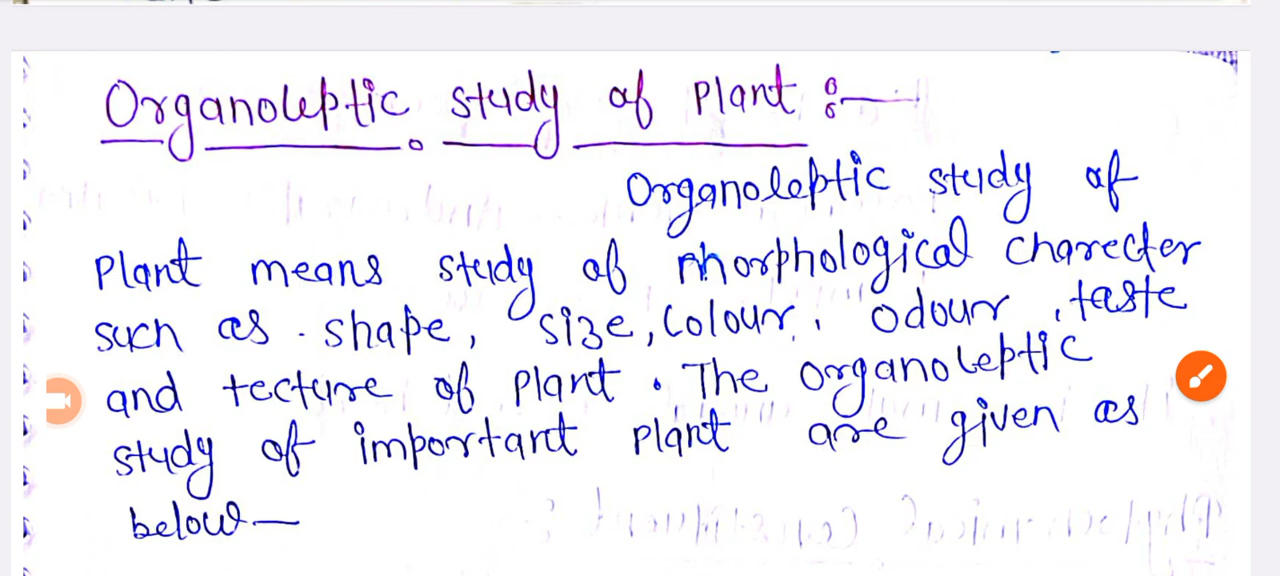 Organoleptic study of Plant :—
Organoleptic study of
Plant means study of morphological charecter
such as . shape, size, colour, odour, taste
and tecture of plant. The organoleptic
study of important plant are given as
below—